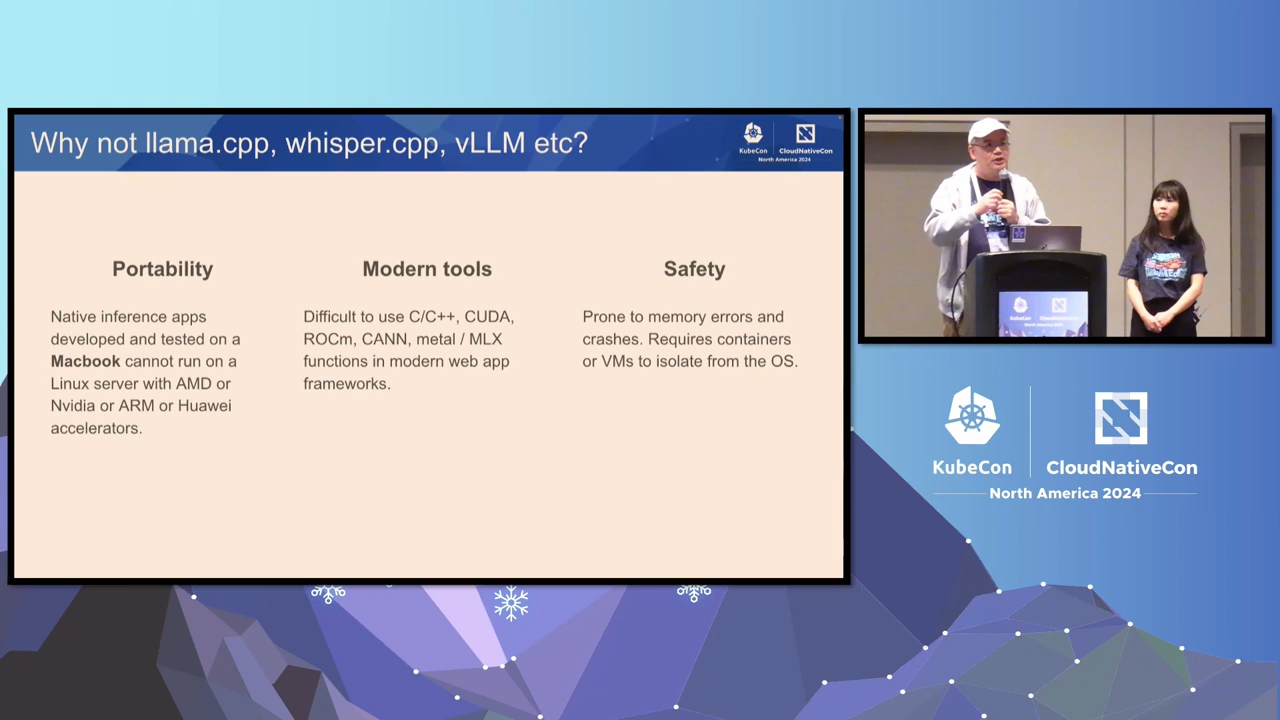 Why not llama.cpp, whisper.cpp, vLLM etc?
KubeCon
CloudNativeCon
North America 2024
Portability
Native inference apps
developed and tested on a
Macbook cannot run on a
Linux server with AMD or
Nvidia or ARM or Huawei
accelerators.
Modern tools
Difficult to use C/C++, CUDA,
ROCm, CANN, metal / MLX
functions in modern web app
frameworks.
Safety
Prone to memory errors and
crashes. Requires containers
or VMs to isolate from the OS.
KubeCon
CloudNativeCon
KubeCon
CloudNativeCon
North America 2024